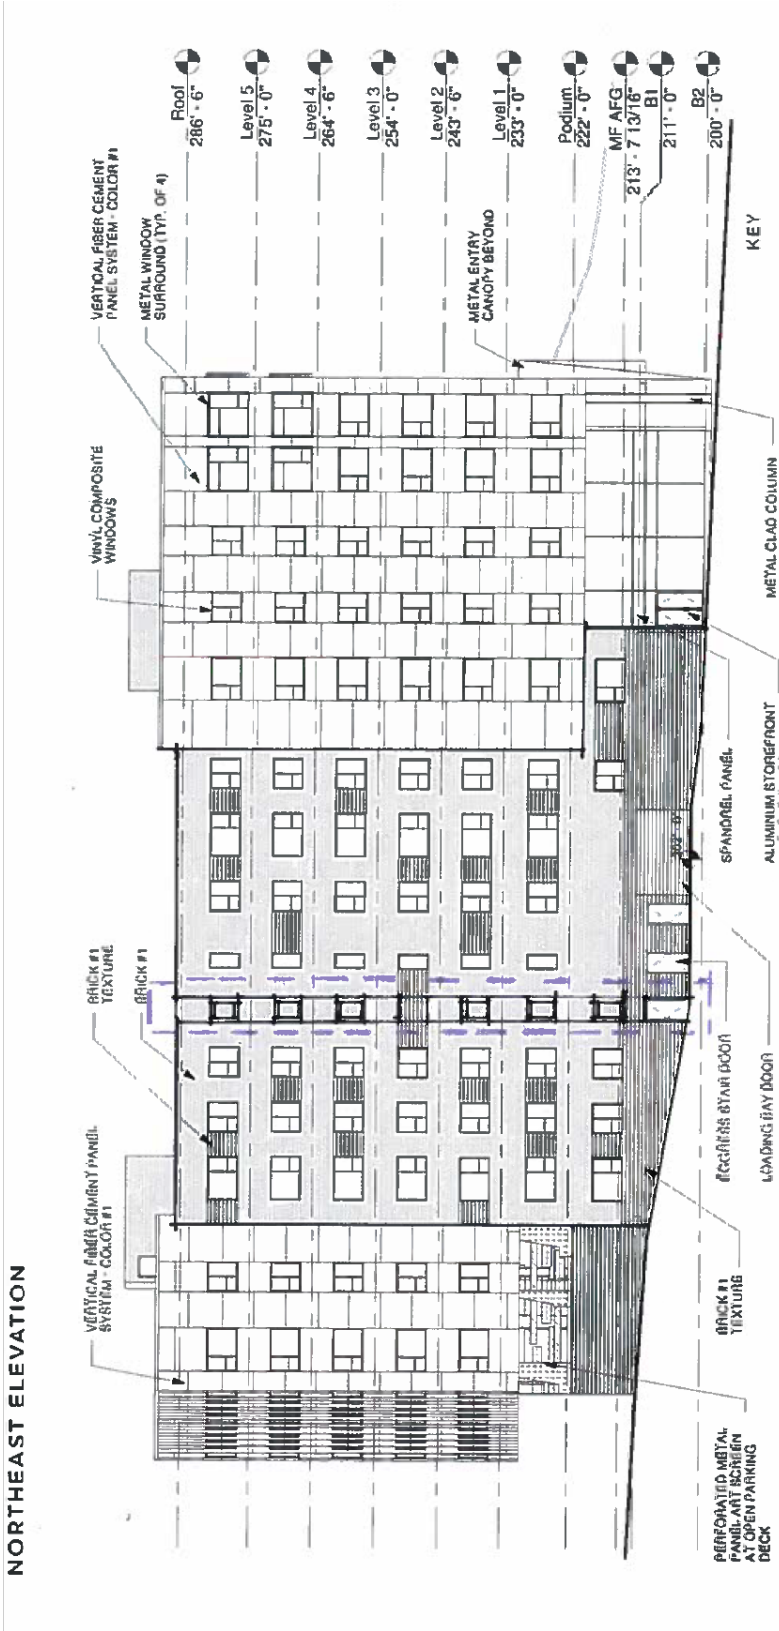 NORTHEAST ELEVATION
VERTICAL FIBER CEMENT PANEL
SYSTEM - COLOR #1
BRICK #1
TEXTURE
BRICK #1
VINYL COMPOSITE
WINDOWS
VERTICAL FIBER CEMENT
PANEL SYSTEM - COLOR #1
METAL WINDOW
SURROUND (TYP. OF 4)
Roof
286' - 6"
Level 5
275' - 0"
Level 4
264' - 6"
Level 3
254' - 0"
Level 2
243' - 6"
Level 1
233' - 0"
Podium
222' - 0"
MF AFG
213' - 7 13/16"
B1
211' - 0"
B2
200' - 0"
METAL ENTRY
CANOPY BEYOND
KEY
PERFORATED METAL
PANEL ART SCREEN
AT OPEN PARKING
DECK
BRICK #1
TEXTURE
EGGRESS STAIR DOOR
LOADING BAY DOOR
SPANDREL PANEL
ALUMINUM STOREFRONT
METAL CLAD COLUMN